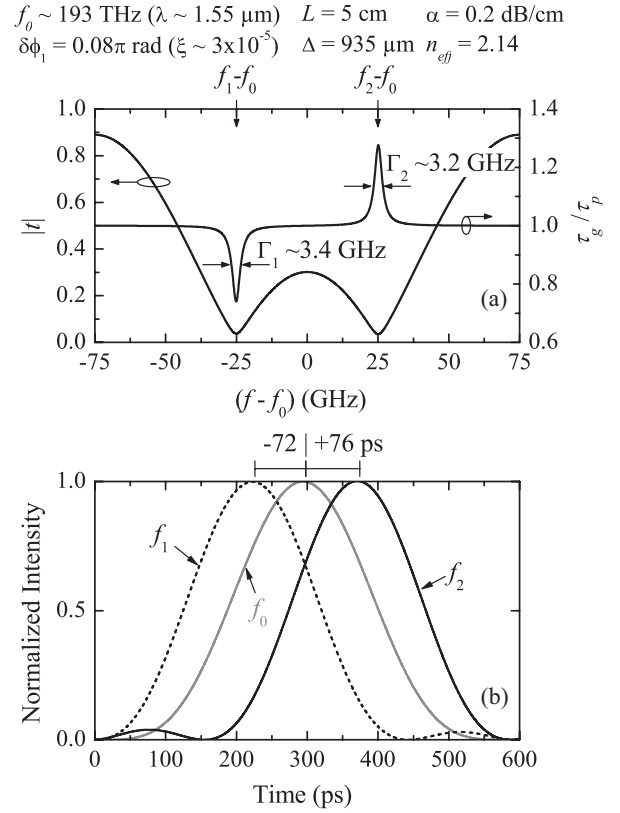 f0 ~ 193 THz (λ ~ 1.55 µm) L = 5 cm α = 0.2 dB/cm
δϕ1 = 0.08π rad (ξ ~ 3x10-5) Δ = 935 µm neff = 2.14
f1-f0 f2-f0
1.0 1.4
0.8 1.2
0.6 1.0
0.4 0.8
0.2 0.6
0.0
|t|
τg / τp
Γ2 ~3.2 GHz
Γ1 ~3.4 GHz
(a)
-75 -50 -25 0 25 50 75
(f - f0) (GHz)
-72 | +76 ps
1.0
0.5
0.0
Normalized Intensity
f1
f0
f2
(b)
0 100 200 300 400 500 600
Time (ps)